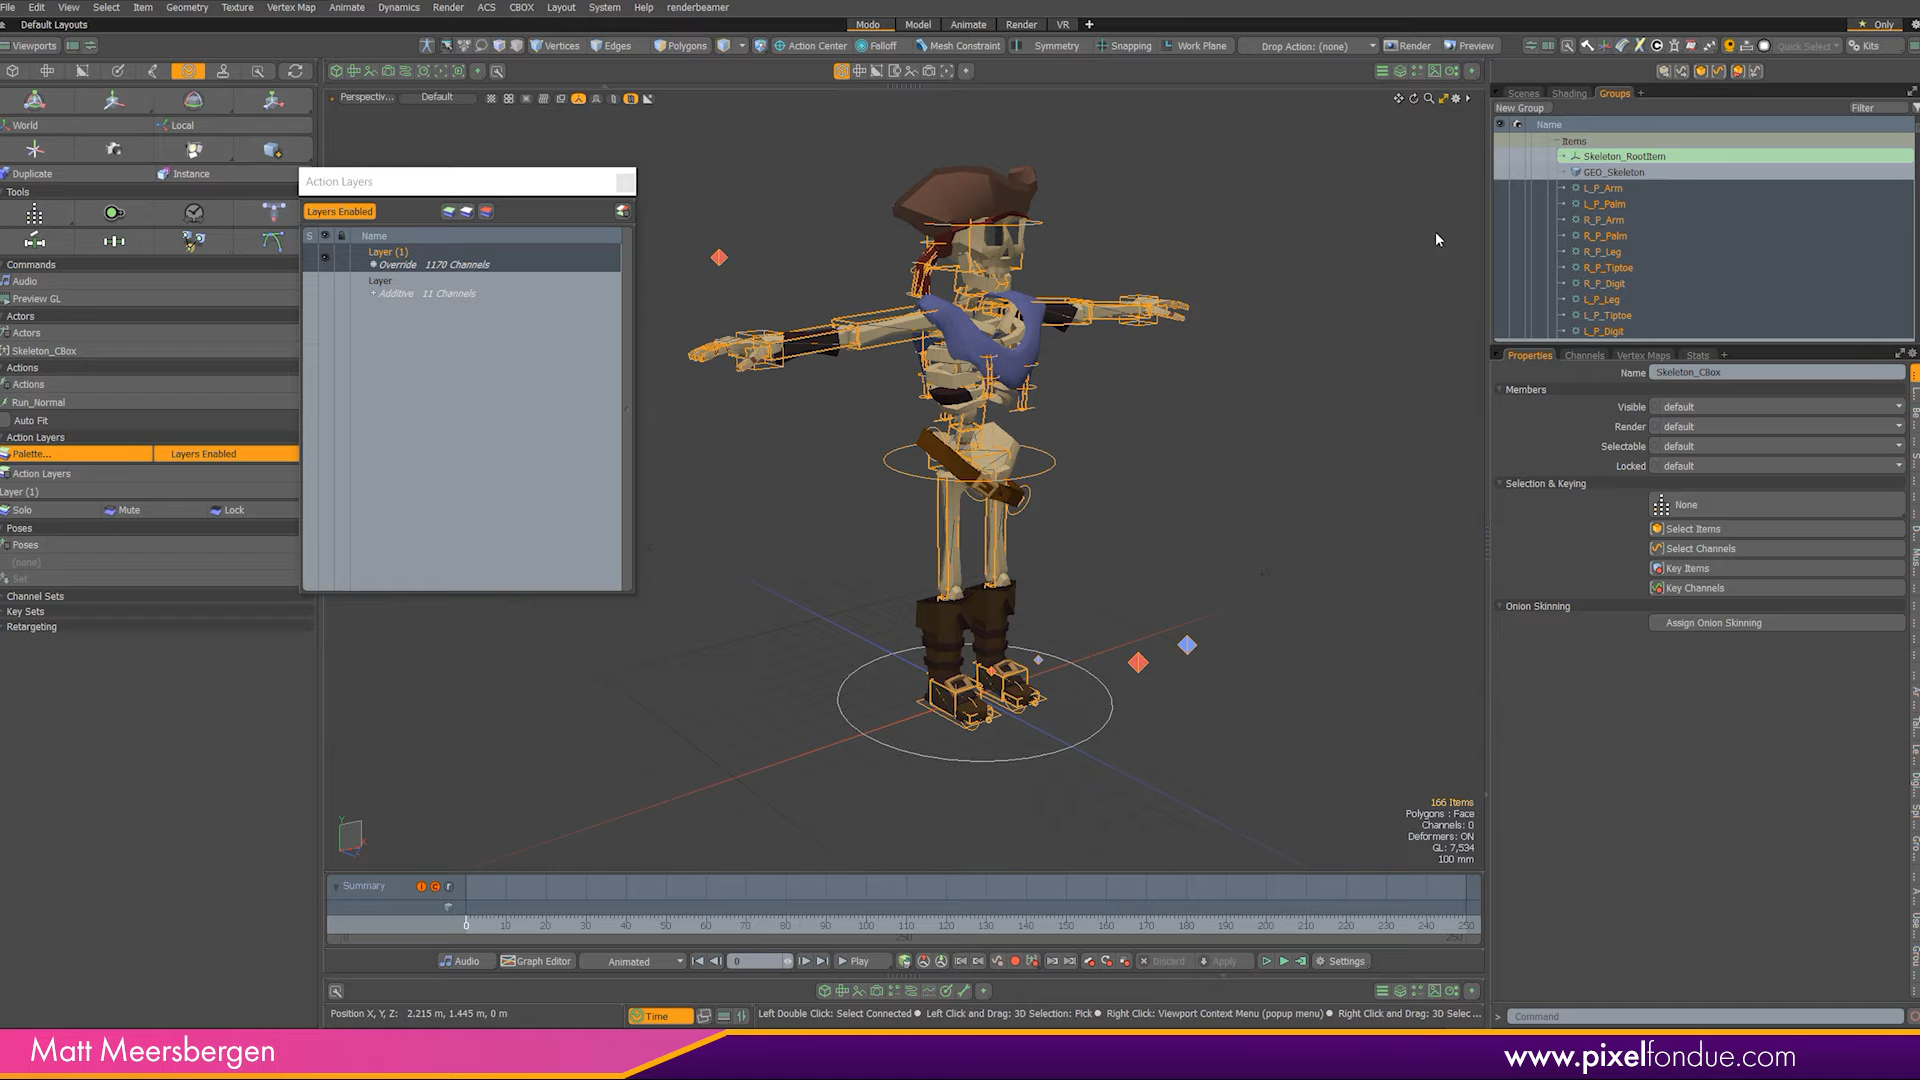 File Edit View Select Item Geometry Texture Vertex Map Animate Dynamics Render ACS CBOX Layout System Help renderbeamer
Default Layouts Modo Model Animate Render VR Only
Viewports Vertices Edges Polygons Action Center Falloff Mesh Constraint Symmetry Snapping Work Plane Drop Action: (none) Render Preview Quick Select Kits
Perspectiv... Default
Scenes Shading Groups
New Group Filter
Name
Items
Skeleton_RootItem
GEO_Skeleton
L_P_Arm
L_P_Palm
R_P_Arm
R_P_Palm
R_P_Leg
R_P_Tiptoe
R_P_Digit
L_P_Leg
L_P_Tiptoe
L_P_Digit
World Local
Duplicate Instance
Tools
Commands
Audio
Preview GL
Actors
Actors
Skeleton_CBox
Actions
Actions
Run_Normal
Auto Fit
Action Layers
Palette... Layers Enabled
Action Layers
Layer (1)
Solo Mute Lock
Poses
Poses
(none)
Set
Channel Sets
Key Sets
Retargeting
Action Layers
Layers Enabled
S Name
Layer (1)
Override 1170 Channels
Layer
Additive 11 Channels
Properties Channels Vertex Maps Stats
Name Skeleton_CBox
Members
Visible default
Render default
Selectable default
Locked default
Selection & Keying
None
Select Items
Select Channels
Key Items
Key Channels
Onion Skinning
Assign Onion Skinning
166 Items
Polygons : Face
Channels: 0
Deformers: ON
GL: 7,534
100 mm
Summary
0 10 20 30 40 50 60 70 80 90 100 110 120 130 140 150 160 170 180 190 200 210 220 230 240 250
0 250 250
Audio Graph Editor Animated 0 Play Discard Apply Settings
Position X, Y, Z: 2.215 m, 1.445 m, 0 m Time Left Double Click: Select Connected Left Click and Drag: 3D Selection: Pick Right Click: Viewport Context Menu (popup menu) Right Click and Drag: 3D Selec ...
Command
Matt Meersbergen
www.pixelfondue.com